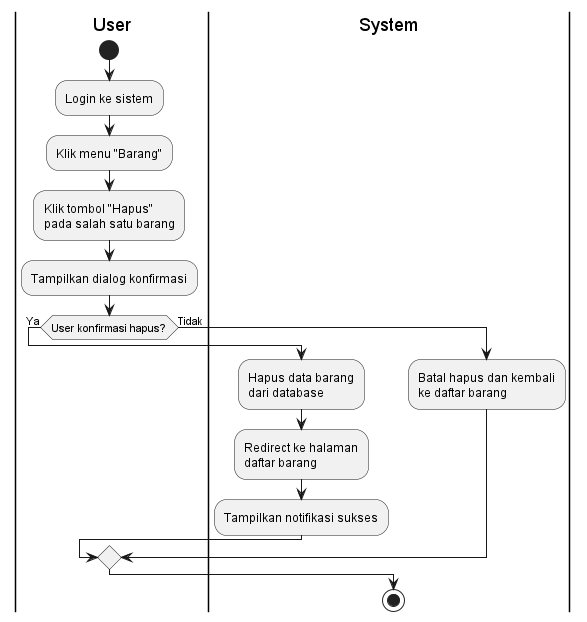 User
System
Login ke sistem
Klik menu "Barang"
Klik tombol "Hapus"
pada salah satu barang
Tampilkan dialog konfirmasi
Ya
User konfirmasi hapus?
Tidak
Hapus data barang
dari database
Batal hapus dan kembali
ke daftar barang
Redirect ke halaman
daftar barang
Tampilkan notifikasi sukses